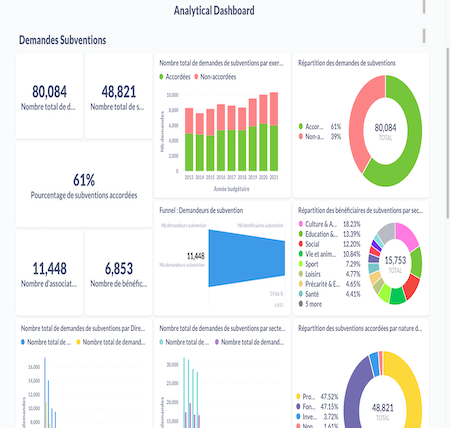 Analytical Dashboard
Demandes Subventions
80,084
Nombre total de d...
48,821
Nombre total de s...
61%
Pourcentage de subventions accordées
11,448
Nombre d'associat...
6,853
Nombre de bénéfic...
Nombre total de demandes de subventions par exer...
Accordées Non-accordées
Nb demandes
10,000
8,000
6,000
4,000
2,000
0
2013 2014 2015 2016 2017 2018 2019 2020 2021
Année budgétaire
Répartition des demandes de subventions
Accor... 61%
Non-a... 39%
80,084
TOTAL
Funnel : Demandeurs de subvention
Nb demandeurs subvention
Nb bénéficiaires subvention
11,448
Nb demandeurs subvention
59.86 %
6,853
Répartition des bénéficiaires de subventions par sec...
Culture & A... 18.23%
Education &... 13.39%
Social 12.20%
Vie et anim... 10.84%
Sport 7.29%
Loisirs 4.77%
Précarité & E... 4.65%
Santé 4.41%
5 more
15,753
TOTAL
Nombre total de demandes de subventions par Dire...
Nombre total de ... Nombre total de demand...
16,000
14,000
12,000
10,000
8,000
Nombre total de demandes de subventions par secte...
Nombre total de ... Nombre total de demand...
30,000
25,000
20,000
15,000
Répartition des subventions accordées par nature d...
Pro... 47.52%
Fon... 47.15%
Inve... 3.72%
Non... 1.61%
48,821
TOTAL